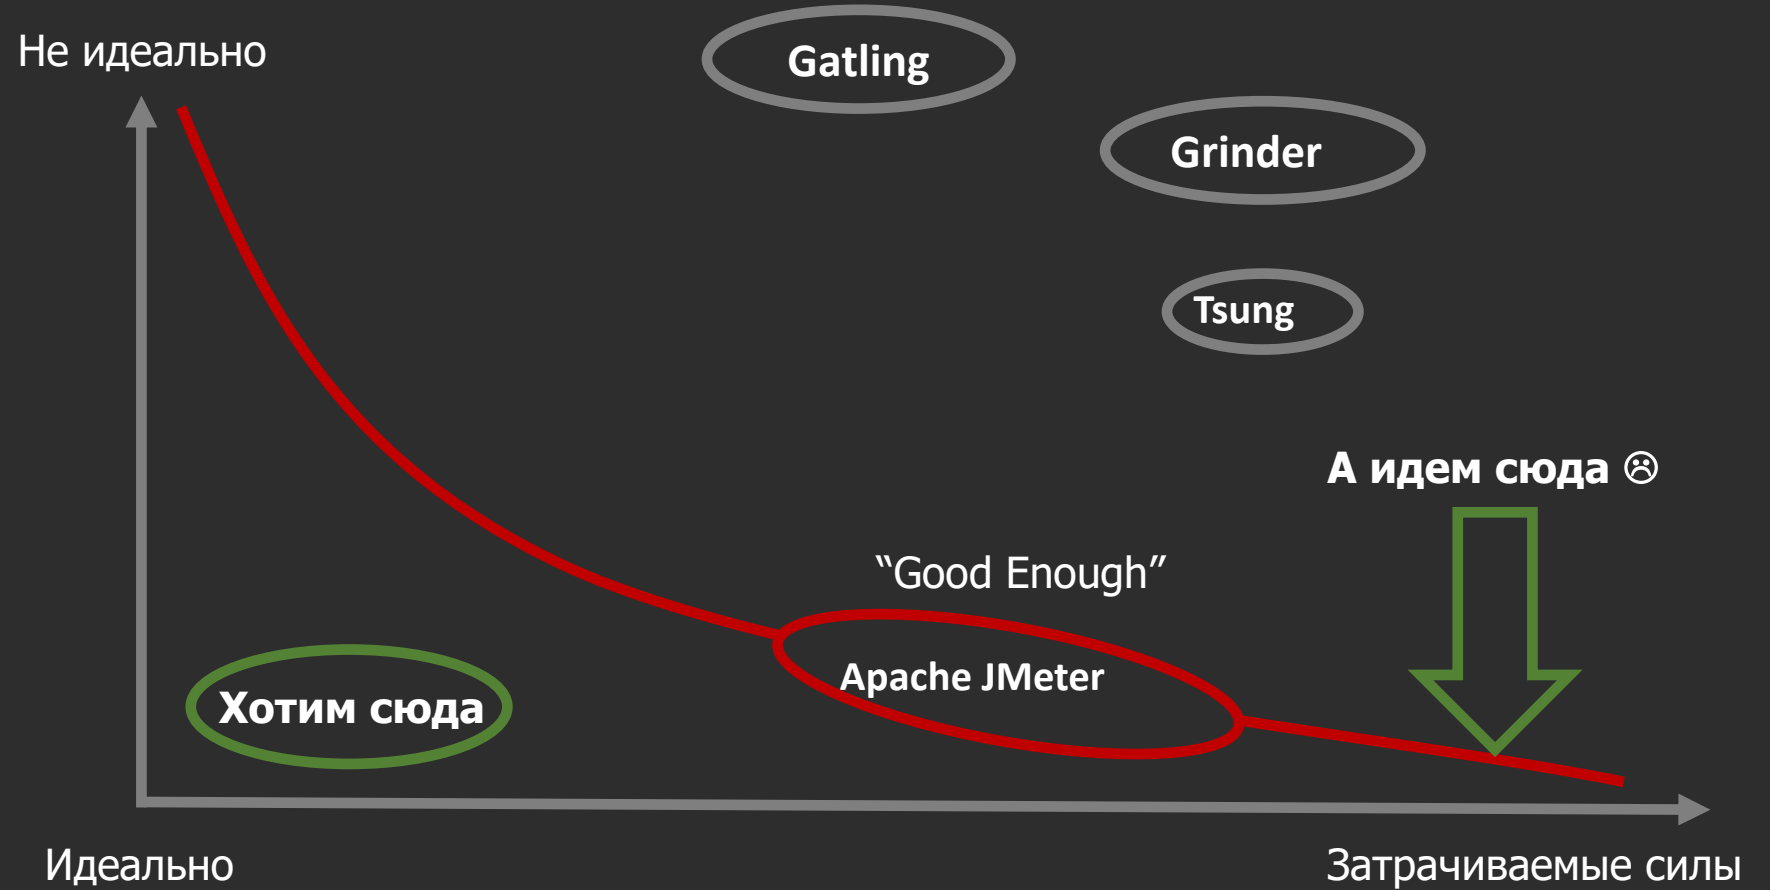 Не идеально
Gatling
Grinder
Tsung
А идем сюда ☹
“Good Enough”
Apache JMeter
Хотим сюда
Идеально
Затрачиваемые силы